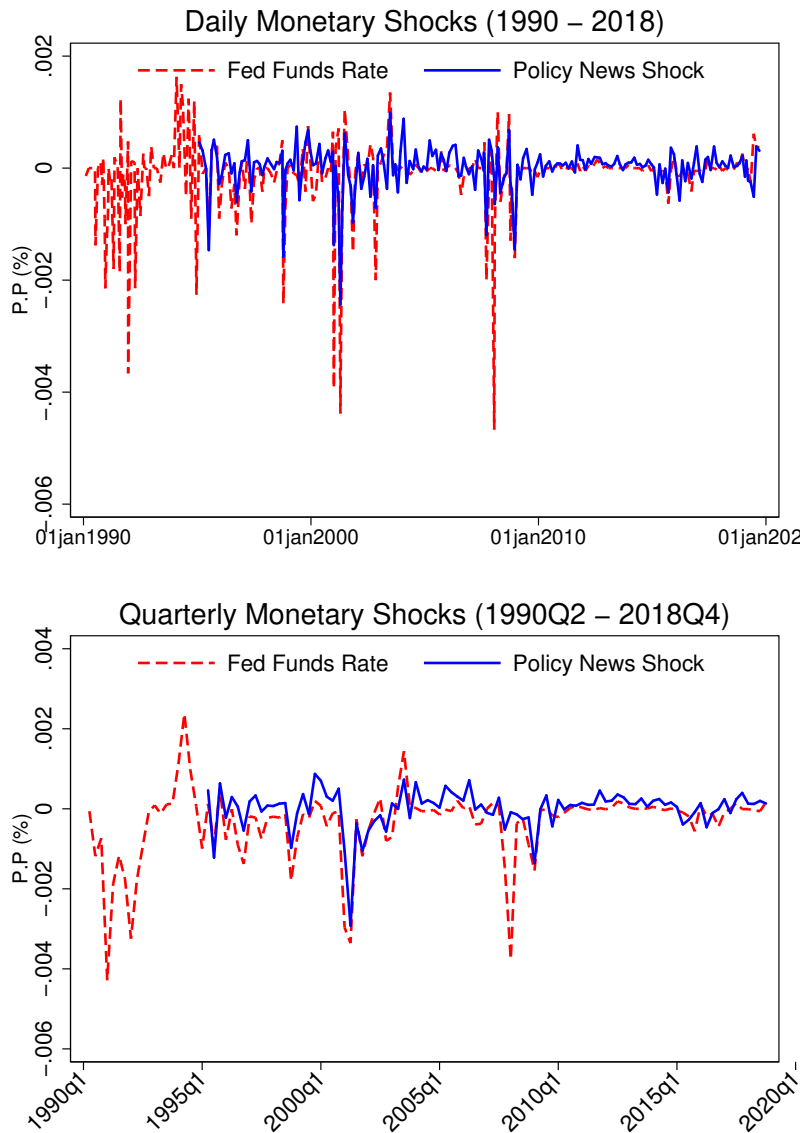 Daily Monetary Shocks (1990 − 2018)
Fed Funds Rate
Policy News Shock
P.P (%)
.002
0
−.002
−.004
−.006
01jan1990
01jan2000
01jan2010
01jan202
Quarterly Monetary Shocks (1990Q2 − 2018Q4)
Fed Funds Rate
Policy News Shock
P.P (%)
.004
.002
0
−.002
−.004
−.006
1990q1
1995q1
2000q1
2005q1
2010q1
2015q1
2020q1